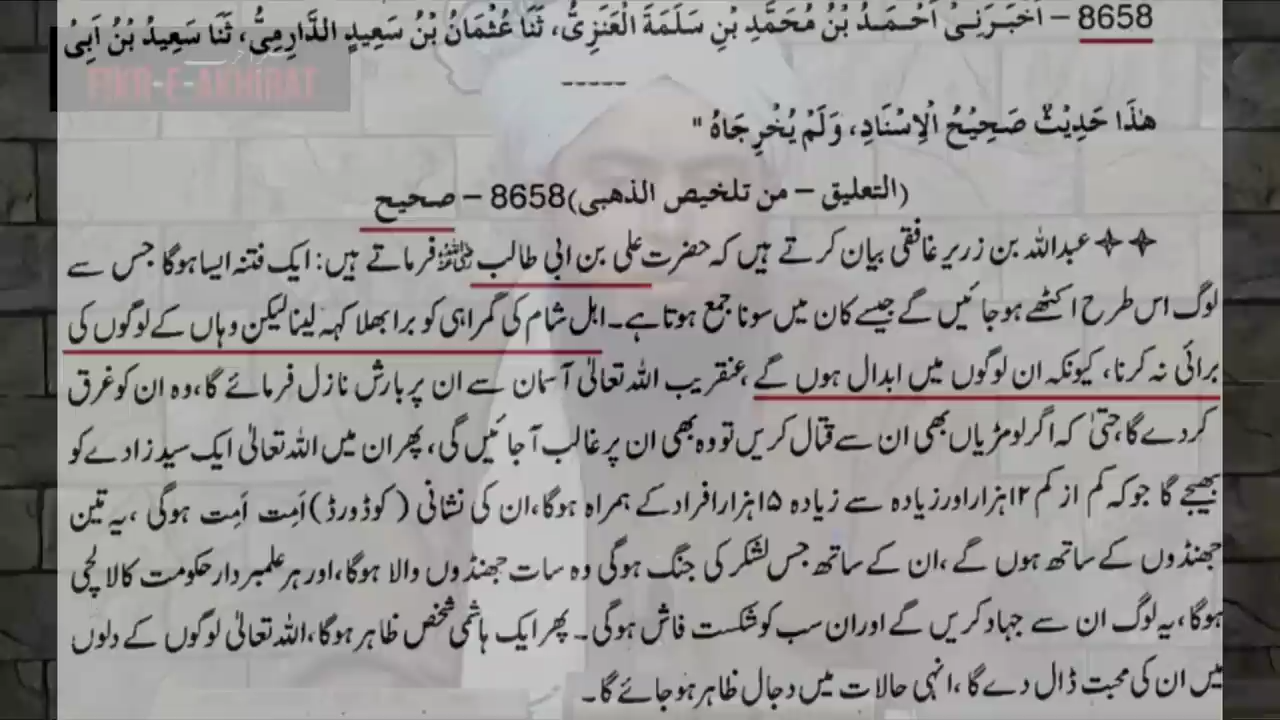 8658 – اَخْبَرَنِیْ اَحْمَدُ بْنُ مُحَمَّدِ بْنِ سَلَمَةَ الْعَنَزِیُّ، ثَنَا عُثْمَانُ بْنُ سَعِیدٍ الدَّارِمِیُّ، ثَنَا سَعِیدُ بْنُ اَبِیْ
FIKR-E-AKHIRAT
-----
هٰذَا حَدِیْثٌ صَحِیْحُ الْاِسْنَادِ، وَلَمْ یُخْرِجَاهُ "
(التعلیق – من تلخیص الذهبی)8658 – صحیح
✧✧ عبداللہ بن زریر غافقی بیان کرتے ہیں کہ حضرت علی بن ابی طالب رضی اللہ عنہ فرماتے ہیں: ایک فتنہ ایسا ہوگا جس سے
لوگ اس طرح اکٹھے ہو جائیں گے جیسے کان میں سونا جمع ہوتا ہے۔ اہل شام کی گمراہی کو برا بھلا کہہ لینا لیکن وہاں کے لوگوں کی
برائی نہ کرنا، کیونکہ ان لوگوں میں ابدال ہوں گے، عنقریب اللہ تعالیٰ آسمان سے ان پر بارش نازل فرمائے گا، وہ ان کو غرق
کر دے گا، حتیٰ کہ اگر لومڑیاں بھی ان سے قتال کریں تو وہ بھی ان پر غالب آجائیں گی، پھر ان میں اللہ تعالیٰ ایک سید زادے کو
بھیجے گا جو کہ کم از کم ۱۲ ہزار اور زیادہ سے زیادہ ۱۵ ہزار افراد کے ہمراہ ہوگا، ان کی نشانی (کوڈ ورڈ) اَمِت اَمِت ہوگی، یہ تین
جھنڈوں کے ساتھ ہوں گے، ان کے ساتھ جس لشکر کی جنگ ہوگی وہ سات جھنڈوں والا ہوگا، اور ہر علمبردار حکومت کا لالچی
ہوگا، یہ لوگ ان سے جہاد کریں گے اور ان سب کو شکست فاش ہوگی۔ پھر ایک ہاشمی شخص ظاہر ہوگا، اللہ تعالیٰ لوگوں کے دلوں
میں ان کی محبت ڈال دے گا، انہی حالات میں دجال ظاہر ہو جائے گا۔